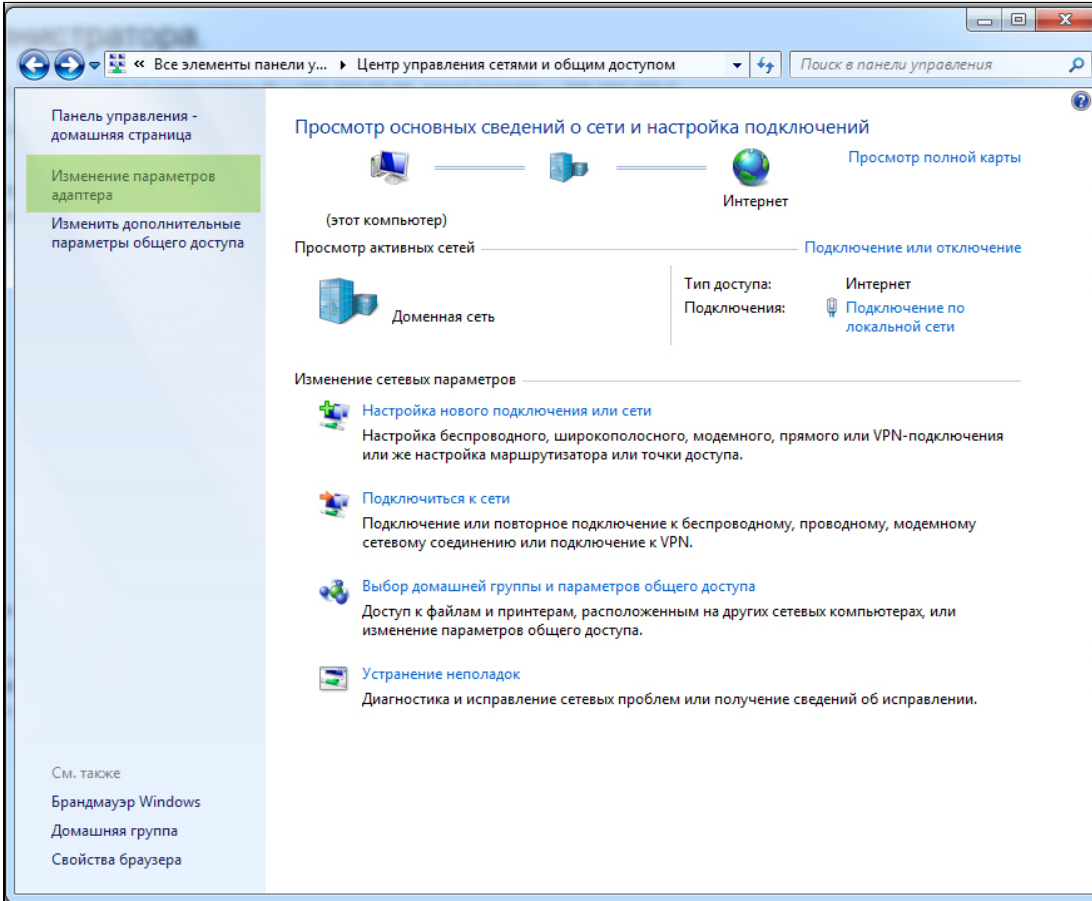 Все элементы панели у... Центр управления сетями и общим доступом
Поиск в панели управления
Панель управления -
домашняя страница
Изменение параметров
адаптера
Изменить дополнительные
параметры общего доступа
См. также
Брандмауэр Windows
Домашняя группа
Свойства браузера
Просмотр основных сведений о сети и настройка подключений
Просмотр полной карты
(этот компьютер)
Интернет
Просмотр активных сетей
Подключение или отключение
Доменная сеть
Тип доступа: Интернет
Подключения: Подключение по
локальной сети
Изменение сетевых параметров
Настройка нового подключения или сети
Настройка беспроводного, широкополосного, модемного, прямого или VPN-подключения
или же настройка маршрутизатора или точки доступа.
Подключиться к сети
Подключение или повторное подключение к беспроводному, проводному, модемному
сетевому соединению или подключение к VPN.
Выбор домашней группы и параметров общего доступа
Доступ к файлам и принтерам, расположенным на других сетевых компьютерах, или
изменение параметров общего доступа.
Устранение неполадок
Диагностика и исправление сетевых проблем или получение сведений об исправлении.